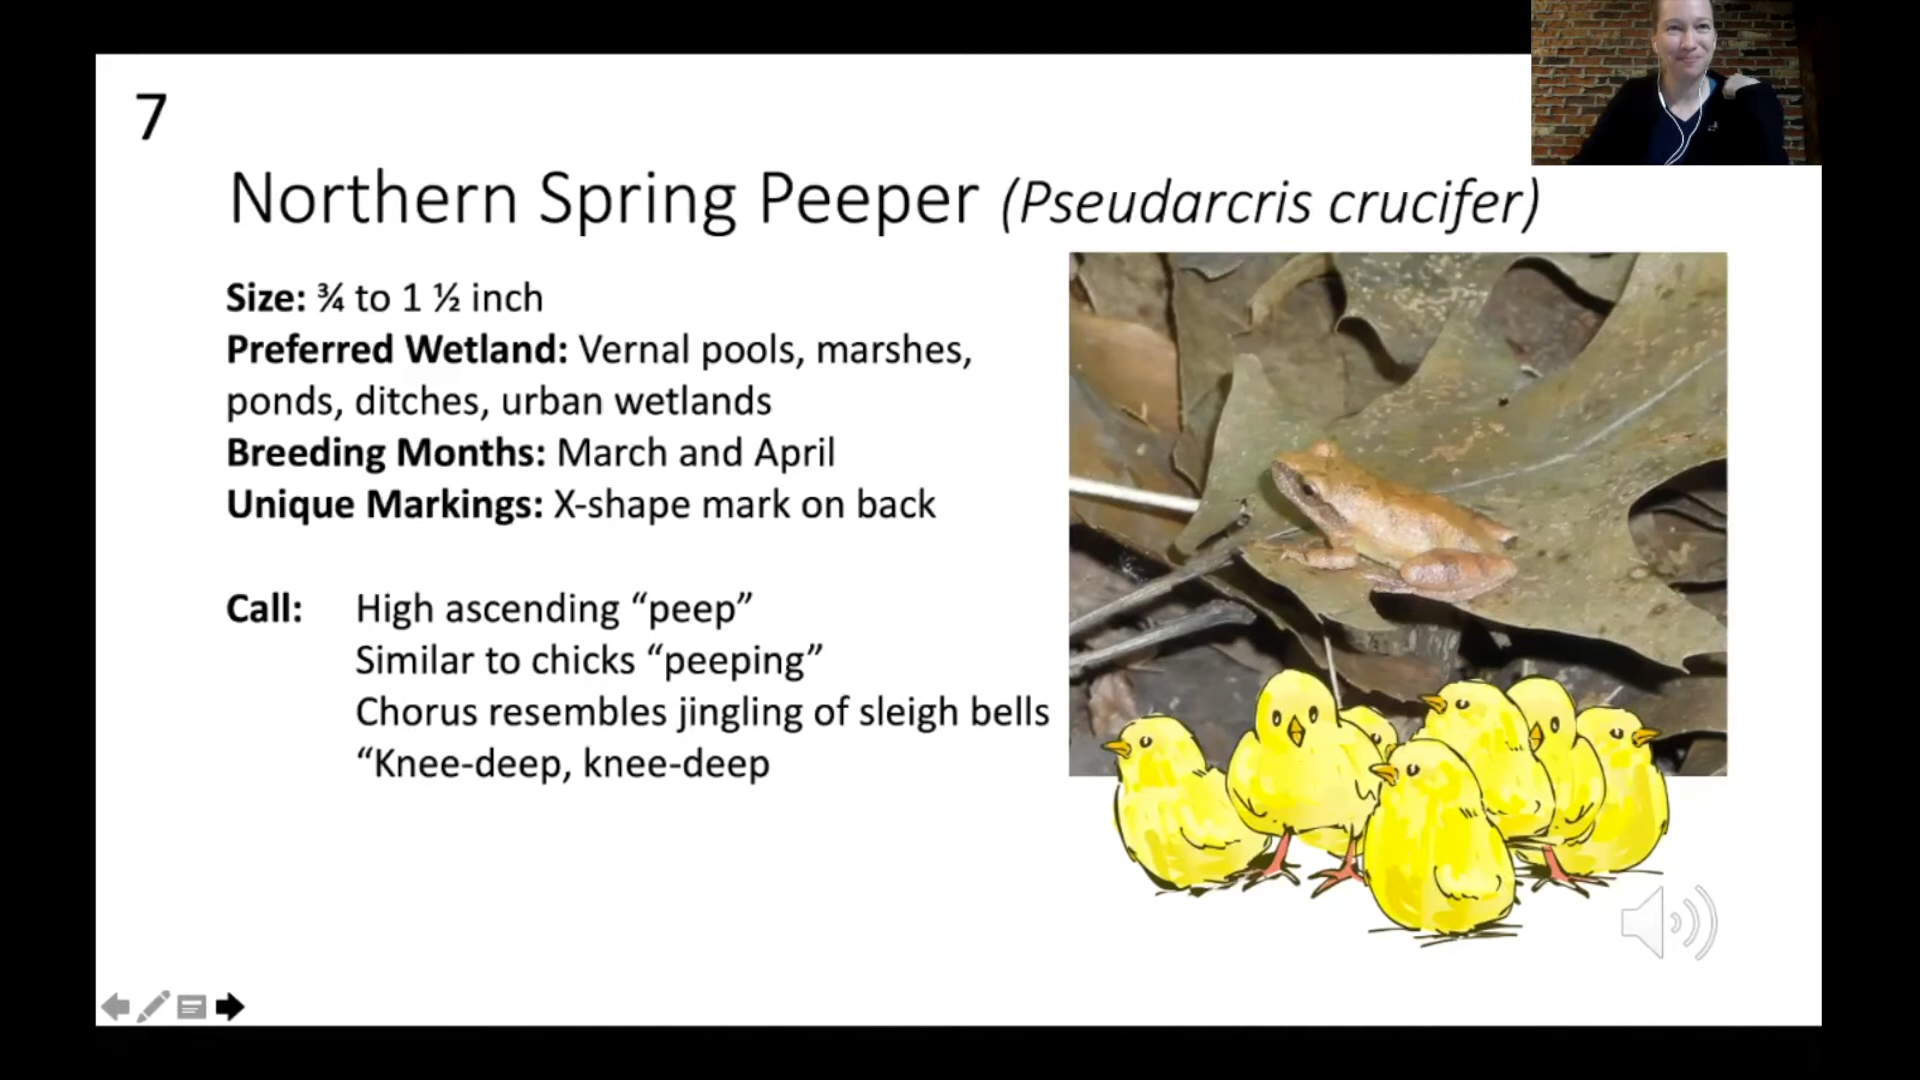 7
Northern Spring Peeper (Pseudarcris crucifer)
Size: ¾ to 1 ½ inch
Preferred Wetland: Vernal pools, marshes,
ponds, ditches, urban wetlands
Breeding Months: March and April
Unique Markings: X-shape mark on back
Call: High ascending “peep”
Similar to chicks “peeping”
Chorus resembles jingling of sleigh bells
“Knee-deep, knee-deep